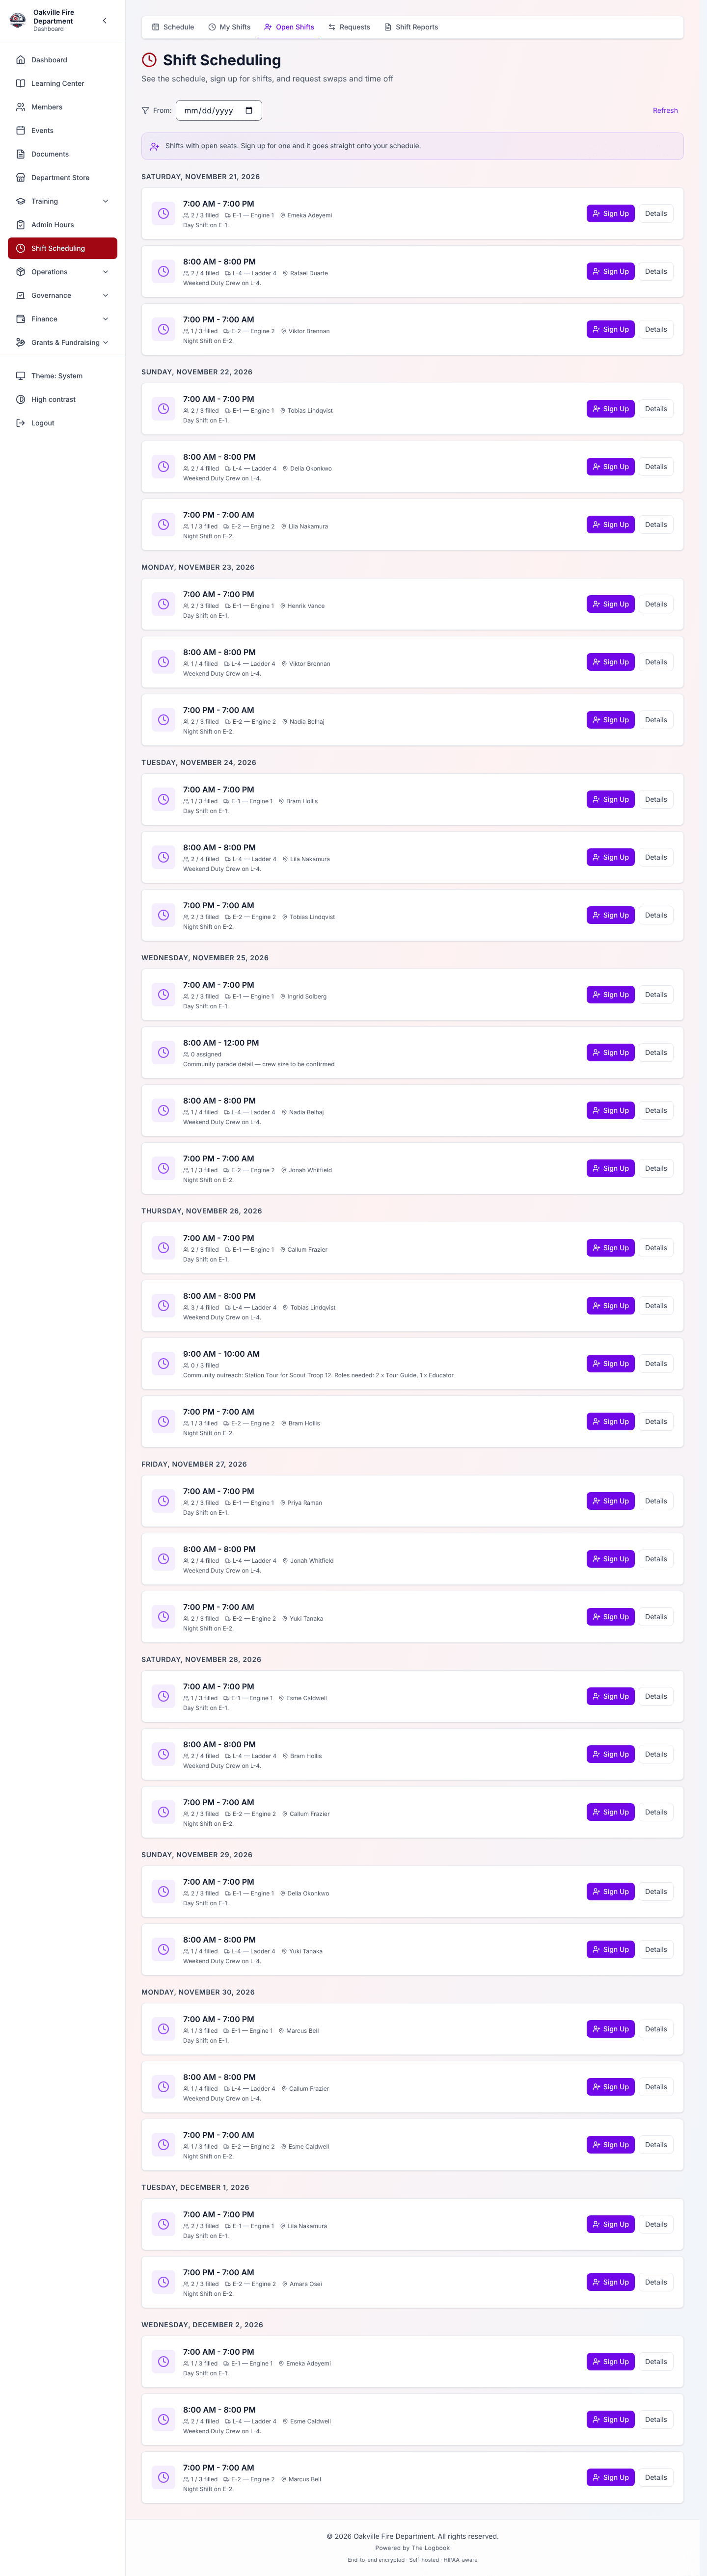 Oakville Fire
Department
Dashboard
Dashboard
Learning Center
Members
Events
Documents
Department Store
Training
Admin Hours
Shift Scheduling
Operations
Governance
Finance
Grants & Fundraising
Theme: System
High contrast
Logout
Schedule My Shifts Open Shifts Requests Shift Reports
Shift Scheduling
See the schedule, sign up for shifts, and request swaps and time off
From: mm/dd/yyyy Refresh
Shifts with open seats. Sign up for one and it goes straight onto your schedule.
SATURDAY, NOVEMBER 21, 2026
7:00 AM - 7:00 PM
2 / 3 filled E-1 — Engine 1 Emeka Adeyemi
Day Shift on E-1.
Sign Up Details
8:00 AM - 8:00 PM
2 / 4 filled L-4 — Ladder 4 Rafael Duarte
Weekend Duty Crew on L-4.
Sign Up Details
7:00 PM - 7:00 AM
1 / 3 filled E-2 — Engine 2 Viktor Brennan
Night Shift on E-2.
Sign Up Details
SUNDAY, NOVEMBER 22, 2026
7:00 AM - 7:00 PM
2 / 3 filled E-1 — Engine 1 Tobias Lindqvist
Day Shift on E-1.
Sign Up Details
8:00 AM - 8:00 PM
2 / 4 filled L-4 — Ladder 4 Delia Okonkwo
Weekend Duty Crew on L-4.
Sign Up Details
7:00 PM - 7:00 AM
1 / 3 filled E-2 — Engine 2 Lila Nakamura
Night Shift on E-2.
Sign Up Details
MONDAY, NOVEMBER 23, 2026
7:00 AM - 7:00 PM
2 / 3 filled E-1 — Engine 1 Henrik Vance
Day Shift on E-1.
Sign Up Details
8:00 AM - 8:00 PM
1 / 4 filled L-4 — Ladder 4 Viktor Brennan
Weekend Duty Crew on L-4.
Sign Up Details
7:00 PM - 7:00 AM
2 / 3 filled E-2 — Engine 2 Nadia Belhaj
Night Shift on E-2.
Sign Up Details
TUESDAY, NOVEMBER 24, 2026
7:00 AM - 7:00 PM
1 / 3 filled E-1 — Engine 1 Bram Hollis
Day Shift on E-1.
Sign Up Details
8:00 AM - 8:00 PM
2 / 4 filled L-4 — Ladder 4 Lila Nakamura
Weekend Duty Crew on L-4.
Sign Up Details
7:00 PM - 7:00 AM
2 / 3 filled E-2 — Engine 2 Tobias Lindqvist
Night Shift on E-2.
Sign Up Details
WEDNESDAY, NOVEMBER 25, 2026
7:00 AM - 7:00 PM
2 / 3 filled E-1 — Engine 1 Ingrid Solberg
Day Shift on E-1.
Sign Up Details
8:00 AM - 12:00 PM
0 assigned
Community parade detail — crew size to be confirmed
Sign Up Details
8:00 AM - 8:00 PM
1 / 4 filled L-4 — Ladder 4 Nadia Belhaj
Weekend Duty Crew on L-4.
Sign Up Details
7:00 PM - 7:00 AM
1 / 3 filled E-2 — Engine 2 Jonah Whitfield
Night Shift on E-2.
Sign Up Details
THURSDAY, NOVEMBER 26, 2026
7:00 AM - 7:00 PM
2 / 3 filled E-1 — Engine 1 Callum Frazier
Day Shift on E-1.
Sign Up Details
8:00 AM - 8:00 PM
3 / 4 filled L-4 — Ladder 4 Tobias Lindqvist
Weekend Duty Crew on L-4.
Sign Up Details
9:00 AM - 10:00 AM
0 / 3 filled
Community outreach: Station Tour for Scout Troop 12. Roles needed: 2 x Tour Guide, 1 x Educator
Sign Up Details
7:00 PM - 7:00 AM
1 / 3 filled E-2 — Engine 2 Bram Hollis
Night Shift on E-2.
Sign Up Details
FRIDAY, NOVEMBER 27, 2026
7:00 AM - 7:00 PM
2 / 3 filled E-1 — Engine 1 Priya Raman
Day Shift on E-1.
Sign Up Details
8:00 AM - 8:00 PM
2 / 4 filled L-4 — Ladder 4 Jonah Whitfield
Weekend Duty Crew on L-4.
Sign Up Details
7:00 PM - 7:00 AM
2 / 3 filled E-2 — Engine 2 Yuki Tanaka
Night Shift on E-2.
Sign Up Details
SATURDAY, NOVEMBER 28, 2026
7:00 AM - 7:00 PM
1 / 3 filled E-1 — Engine 1 Esme Caldwell
Day Shift on E-1.
Sign Up Details
8:00 AM - 8:00 PM
2 / 4 filled L-4 — Ladder 4 Bram Hollis
Weekend Duty Crew on L-4.
Sign Up Details
7:00 PM - 7:00 AM
2 / 3 filled E-2 — Engine 2 Callum Frazier
Night Shift on E-2.
Sign Up Details
SUNDAY, NOVEMBER 29, 2026
7:00 AM - 7:00 PM
2 / 3 filled E-1 — Engine 1 Delia Okonkwo
Day Shift on E-1.
Sign Up Details
8:00 AM - 8:00 PM
1 / 4 filled L-4 — Ladder 4 Yuki Tanaka
Weekend Duty Crew on L-4.
Sign Up Details
MONDAY, NOVEMBER 30, 2026
7:00 AM - 7:00 PM
1 / 3 filled E-1 — Engine 1 Marcus Bell
Day Shift on E-1.
Sign Up Details
8:00 AM - 8:00 PM
1 / 4 filled L-4 — Ladder 4 Callum Frazier
Weekend Duty Crew on L-4.
Sign Up Details
7:00 PM - 7:00 AM
1 / 3 filled E-2 — Engine 2 Esme Caldwell
Night Shift on E-2.
Sign Up Details
TUESDAY, DECEMBER 1, 2026
7:00 AM - 7:00 PM
2 / 3 filled E-1 — Engine 1 Lila Nakamura
Day Shift on E-1.
Sign Up Details
7:00 PM - 7:00 AM
2 / 3 filled E-2 — Engine 2 Amara Osei
Night Shift on E-2.
Sign Up Details
WEDNESDAY, DECEMBER 2, 2026
7:00 AM - 7:00 PM
1 / 3 filled E-1 — Engine 1 Emeka Adeyemi
Day Shift on E-1.
Sign Up Details
8:00 AM - 8:00 PM
2 / 4 filled L-4 — Ladder 4 Esme Caldwell
Weekend Duty Crew on L-4.
Sign Up Details
7:00 PM - 7:00 AM
1 / 3 filled E-2 — Engine 2 Marcus Bell
Night Shift on E-2.
Sign Up Details
© 2026 Oakville Fire Department. All rights reserved.
Powered by The Logbook
End-to-end encrypted · Self-hosted · HIPAA-aware